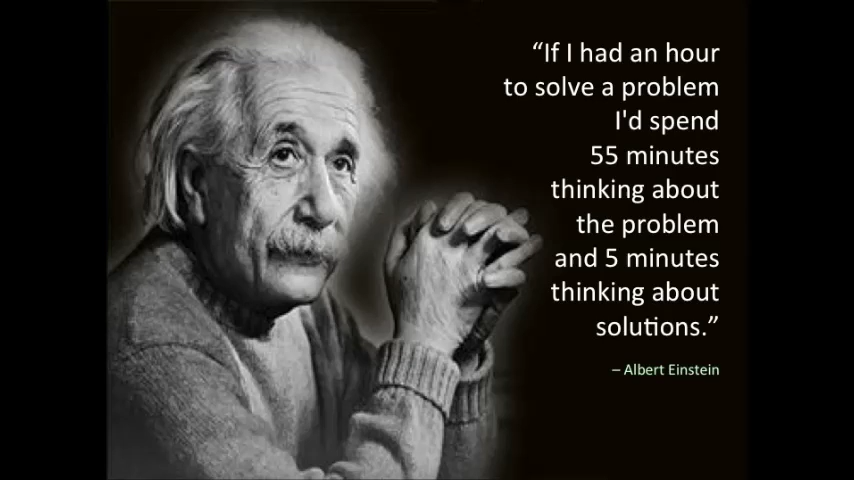 “If I had an hour
to solve a problem
I'd spend
55 minutes
thinking about
the problem
and 5 minutes
thinking about
solutions.”
– Albert Einstein